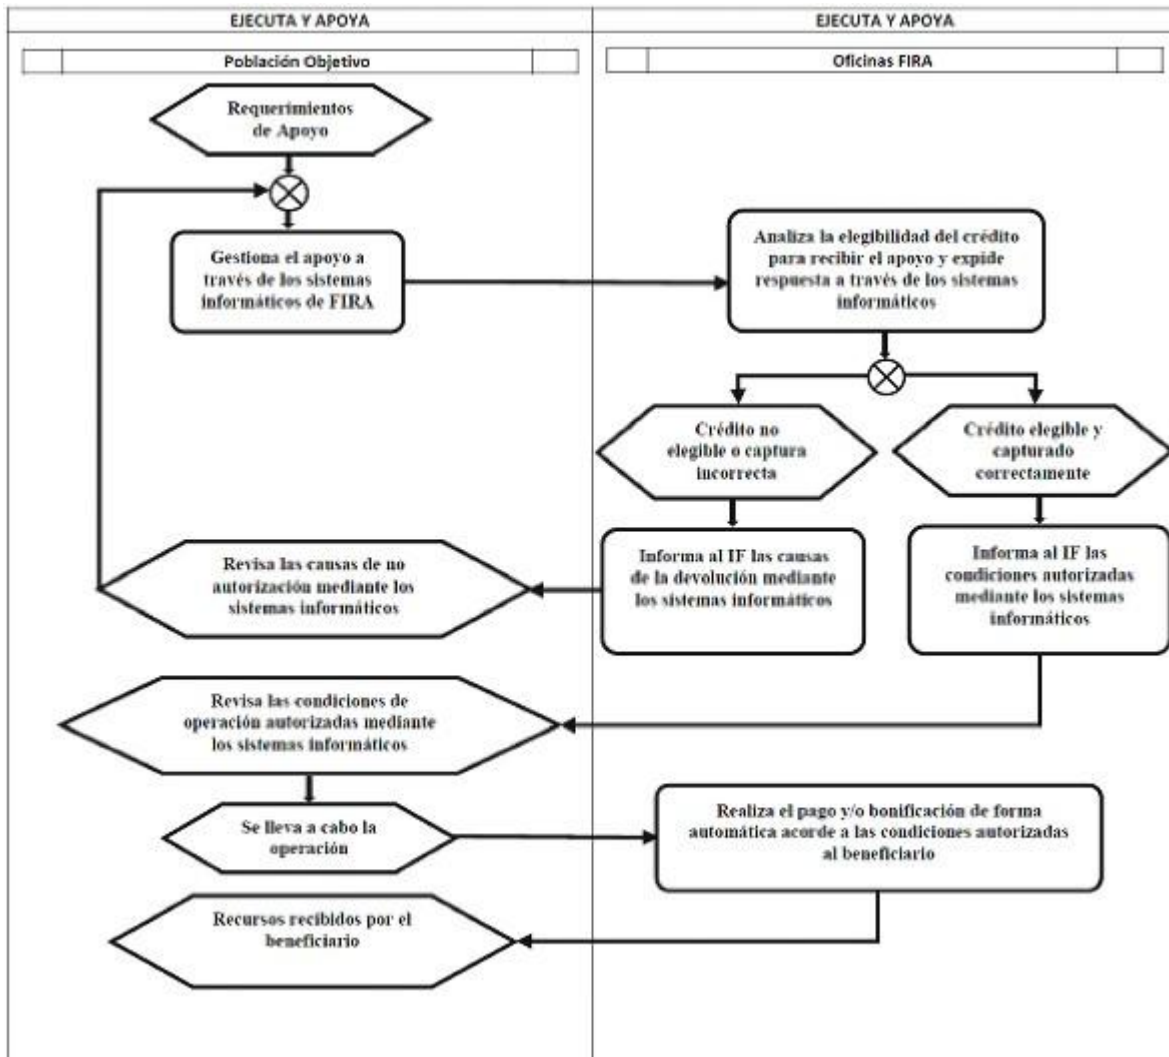 EJECUTA Y APOYA
EJECUTA Y APOYA
Población Objetivo
Oficinas FIRA
Requerimientos
de Apoyo
Gestiona el apoyo a
través de los sistemas
informáticos de FIRA
Analiza la elegibilidad del crédito
para recibir el apoyo y expide
respuesta a través de los sistemas
informáticos
Crédito no
elegible o captura
incorrecta
Crédito elegible y
capturado
correctamente
Informa al IF las causas
de la devolución mediante
los sistemas informáticos
Informa al IF las
condiciones autorizadas
mediante los sistemas
informáticos
Revisa las causas de no
autorización mediante los
sistemas informáticos
Revisa las condiciones de
operación autorizadas mediante
los sistemas informáticos
Se lleva a cabo la
operación
Realiza el pago y/o bonificación de forma
automática acorde a las condiciones autorizadas
al beneficiario
Recursos recibidos por el
beneficiario